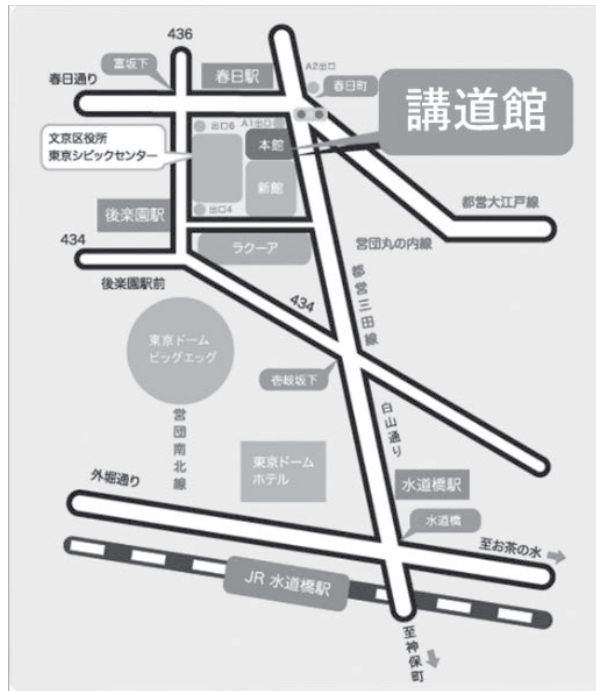 436
富坂下
春日駅
A2出口
春日町
春日通り
講道館
文京区役所
東京シビックセンター
出口6
A1出口
本館
新館
出口4
都営大江戸線
後楽園駅
ラクーア
営団丸の内線
434
後楽園駅前
434
都営三田線
東京ドーム
ビッグエッグ
壱岐坂下
営団南北線
白山通り
東京ドーム
ホテル
水道橋駅
外堀通り
水道橋
至お茶の水
JR 水道橋駅
至神保町